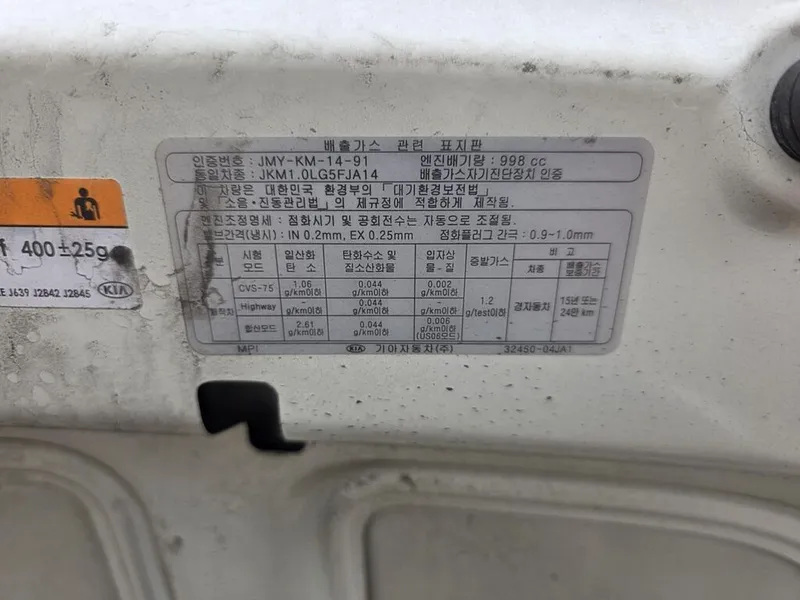 배출가스 관련 표지판
인증번호 : JMY-KM-14-91 엔진배기량 : 998 cc
동일차종 : JKM1.0LG5FJA14 배출가스자기진단장치 인증
이 차량은 대한민국 환경부의 「대기환경보전법」
및 「소음·진동관리법」의 제규정에 적합하게 제작됨.
엔진조정명세 : 점화시기 및 공회전수는 자동으로 조절됨.
밸브간격(냉시) : IN 0.2mm, EX 0.25mm 점화플러그 간극 : 0.9~1.0mm
시험모드 일산화탄소 탄화수소 및 질소산화물 입자상물-질 증발가스 비고
차종 배출가스보증기간
CVS-75 1.06 g/km이하 0.044 g/km이하 0.002 g/km이하
Highway - 0.044 g/km이하 - 1.2 g/test이하 경자동차 15년 또는 24만 km
합산모드 2.61 g/km이하 0.044 g/km이하 0.006 g/km이하 (US06모드)
MPI KIA 기아자동차(주) 32450-04JA1
400±25g
J639 J2842 J2845 KIA